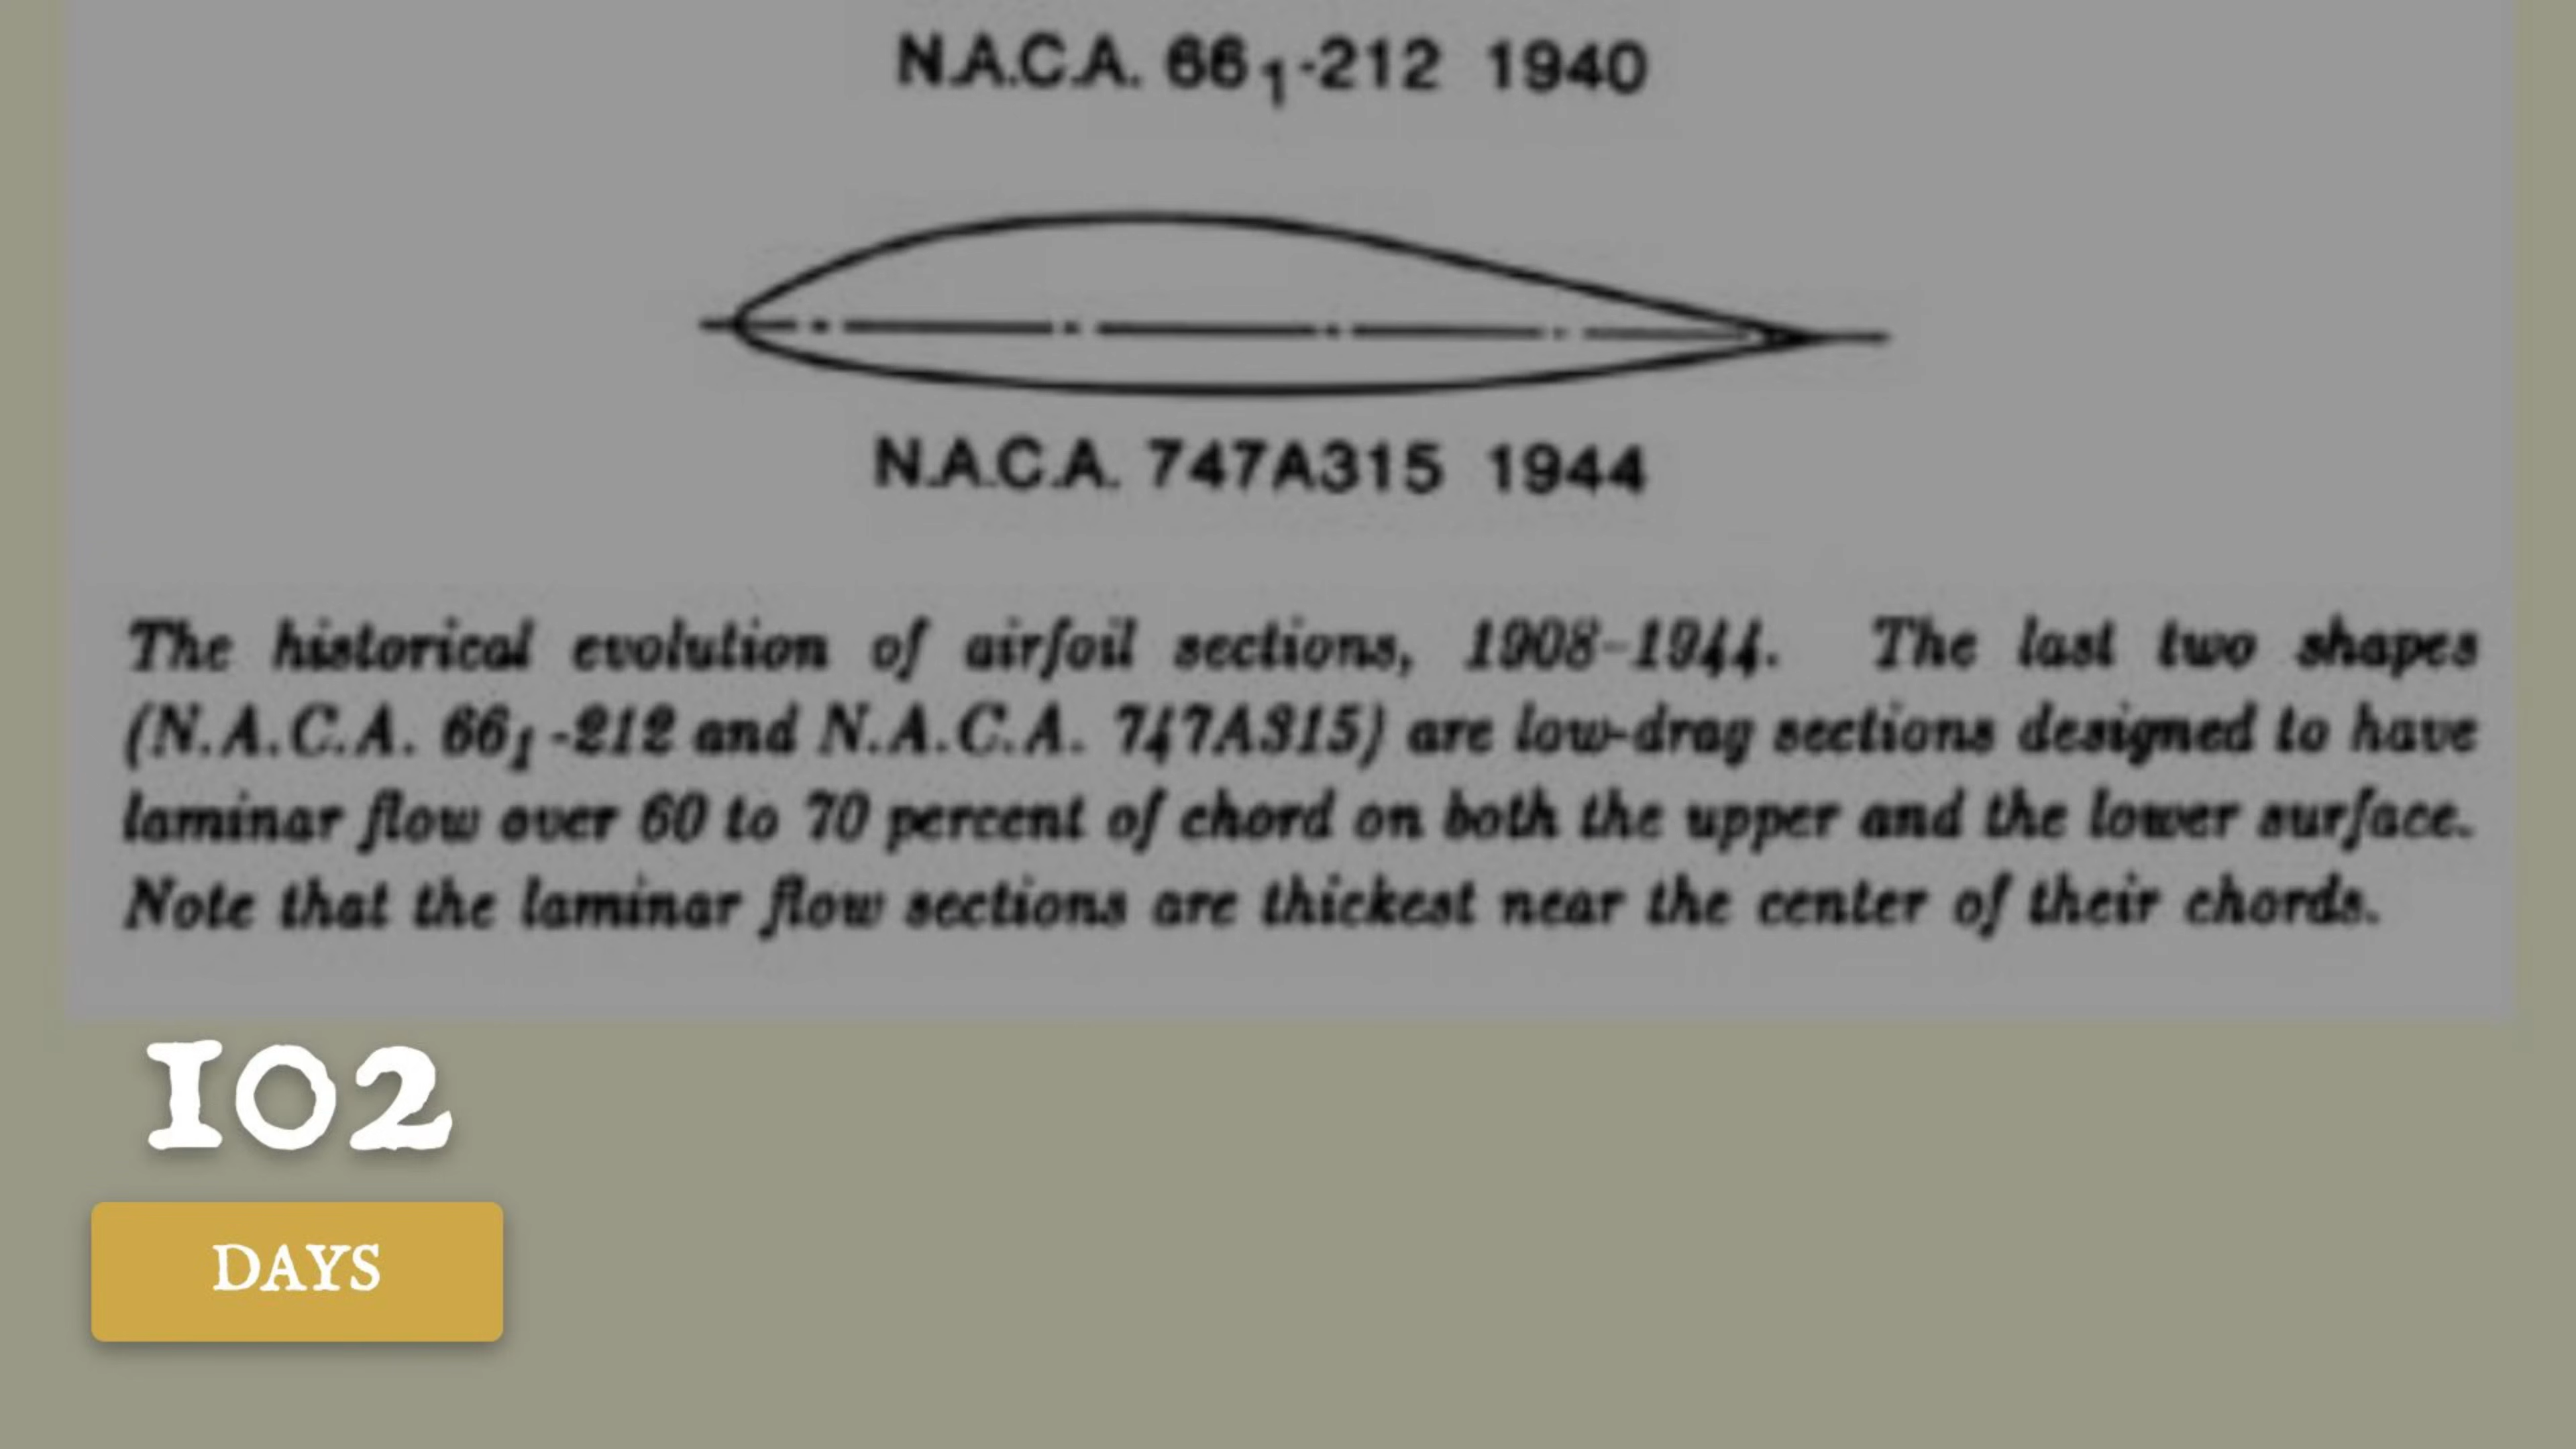 N.A.C.A. 66₁-212 1940
N.A.C.A. 747A315 1944
The historical evolution of airfoil sections, 1908-1944. The last two shapes
(N.A.C.A. 66₁-212 and N.A.C.A. 747A315) are low-drag sections designed to have
laminar flow over 60 to 70 percent of chord on both the upper and the lower surface.
Note that the laminar flow sections are thickest near the center of their chords.
102
DAYS